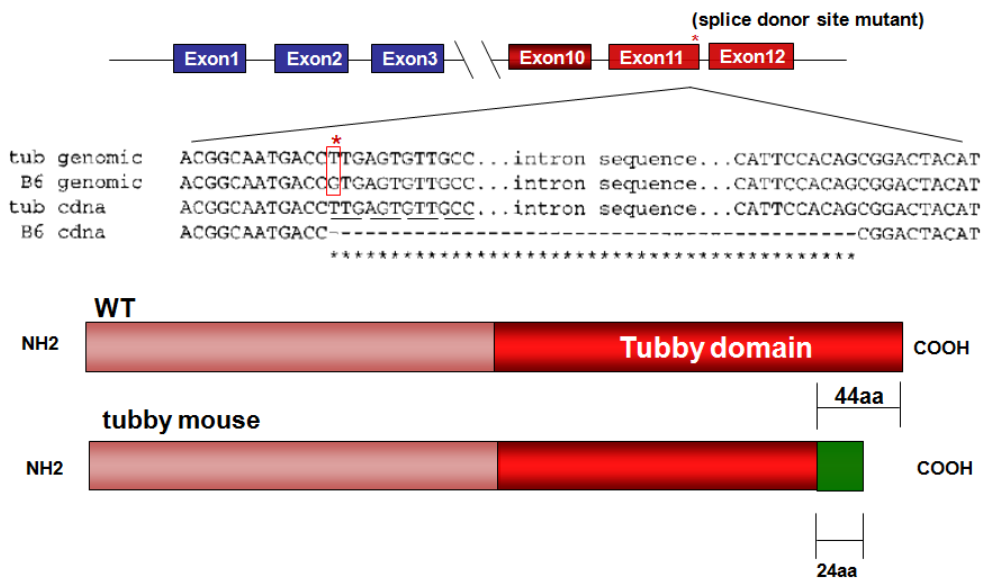 (splice donor site mutant)
*
Exon1 Exon2 Exon3 Exon10 Exon11 Exon12
*
tub genomic ACGGCAATGACCTTGAGTGTTGCC...intron sequence...CATTCCACAGCGGACTACAT
B6 genomic ACGGCAATGACCGTGAGTGTTGCC...intron sequence...CATTCCACAGCGGACTACAT
tub cdna ACGGCAATGACCTTGAGTGTTGCC...intron sequence...CATTCCACAGCGGACTACAT
B6 cdna ACGGCAATGACC--------------------------------------------CGGACTACAT
********************************************
WT
NH2 Tubby domain COOH
44aa
tubby mouse
NH2 COOH
24aa